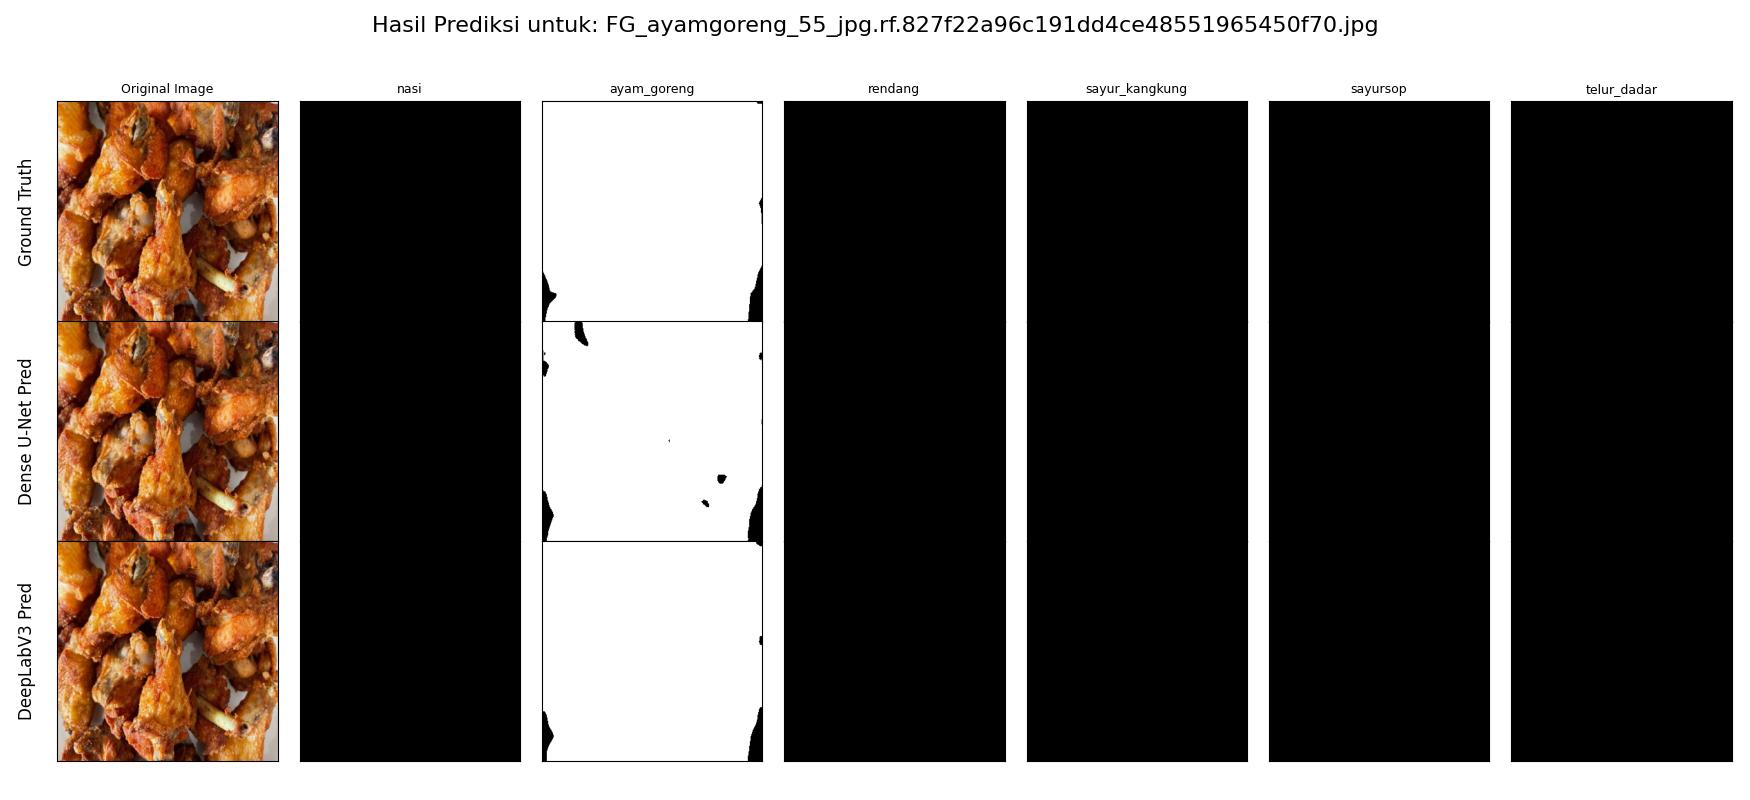 Hasil Prediksi untuk: FG_ayamgoreng_55_jpg.rf.827f22a96c191dd4ce48551965450f70.jpg
Original Image
nasi
ayam_goreng
rendang
sayur_kangkung
sayursop
telur_dadar
Ground Truth
Dense U-Net Pred
DeepLabV3 Pred